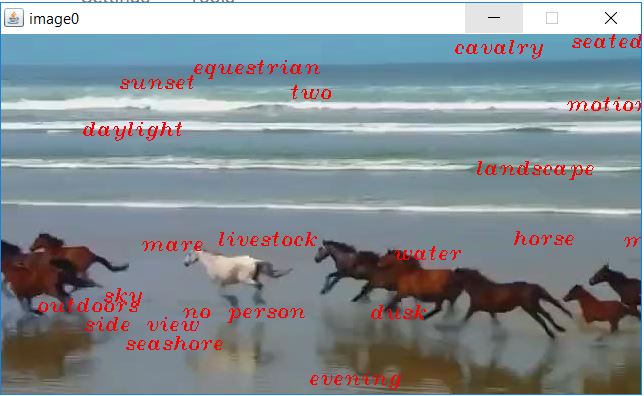 image0
cavalry
seated
equestrian
sunset
two
motion
daylight
landscape
mare
livestock
water
horse
m
sky
outdoors
no person
dusk
side view
seashore
evening